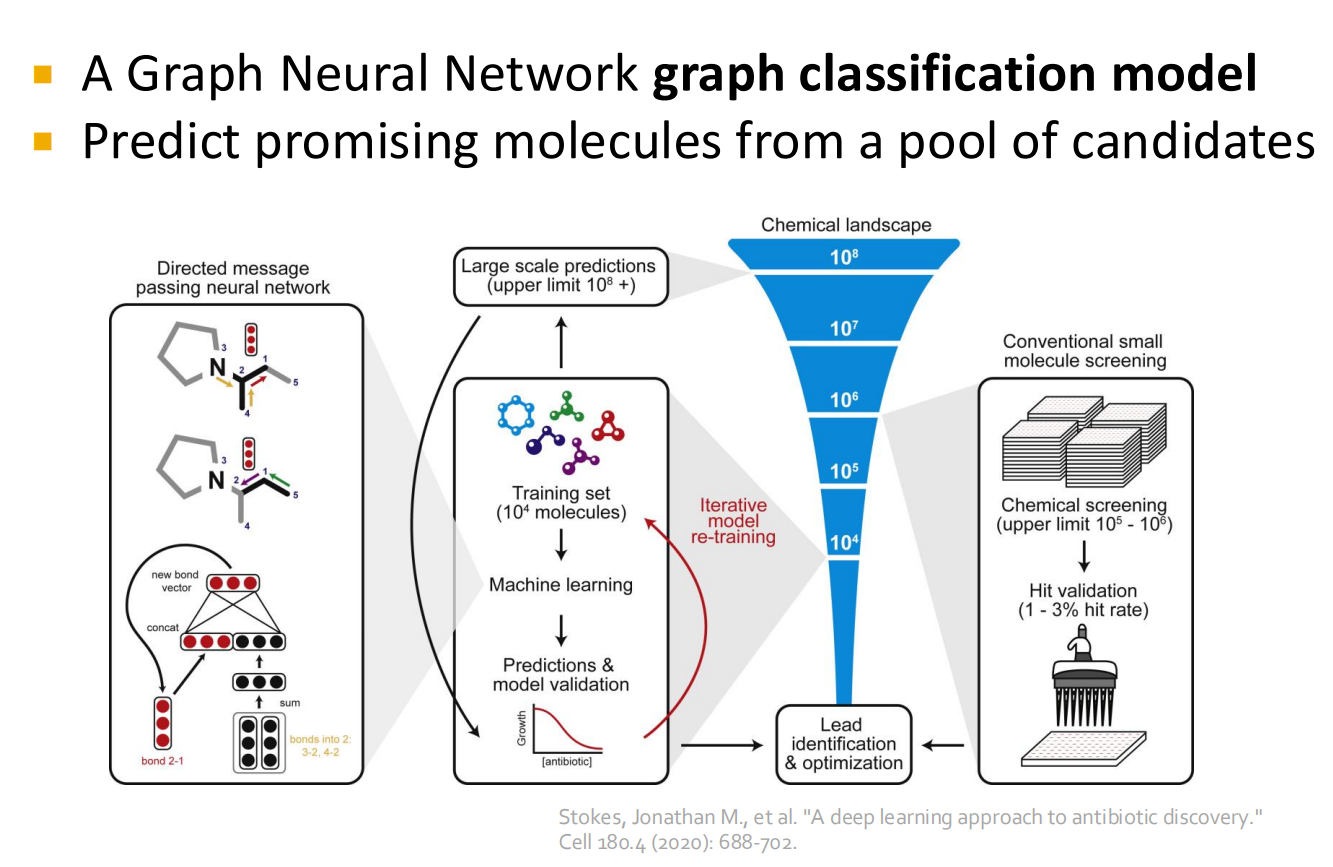 A Graph Neural Network graph classification model
Predict promising molecules from a pool of candidates
Directed message
passing neural network
N
1
2
3
4
5
N
1
2
3
4
5
new bond
vector
concat
sum
bonds into 2:
3-2, 4-2
bond 2-1
Large scale predictions
(upper limit 10⁸ +)
Training set
(10⁴ molecules)
Machine learning
Predictions &
model validation
Growth
[antibiotic]
Iterative
model
re-training
Chemical landscape
10⁸
10⁷
10⁶
10⁵
10⁴
Lead
identification
& optimization
Conventional small
molecule screening
Chemical screening
(upper limit 10⁵ - 10⁶)
Hit validation
(1 - 3% hit rate)
Stokes, Jonathan M., et al. "A deep learning approach to antibiotic discovery."
Cell 180.4 (2020): 688-702.